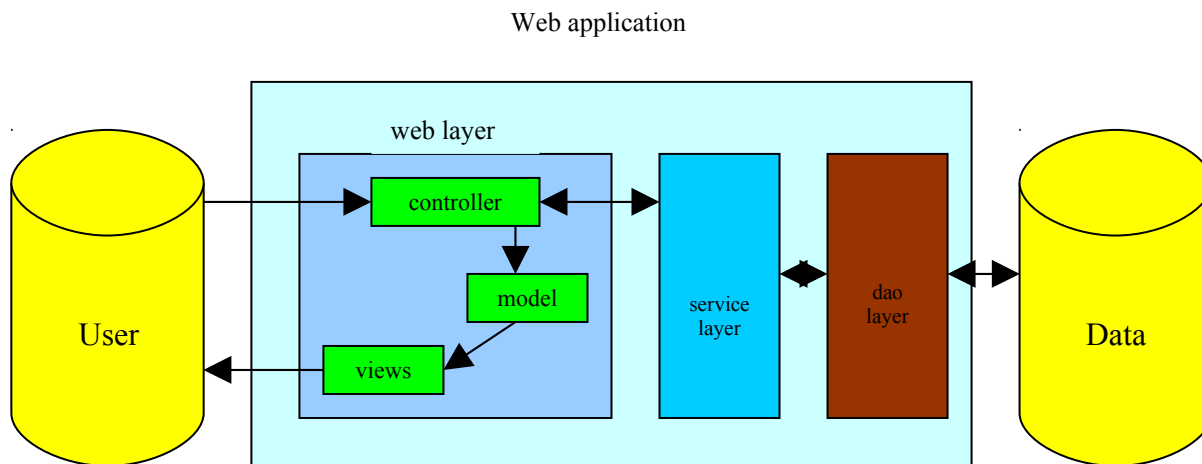 Web application
web layer
controller
model
views
service
layer
dao
layer
User
Data